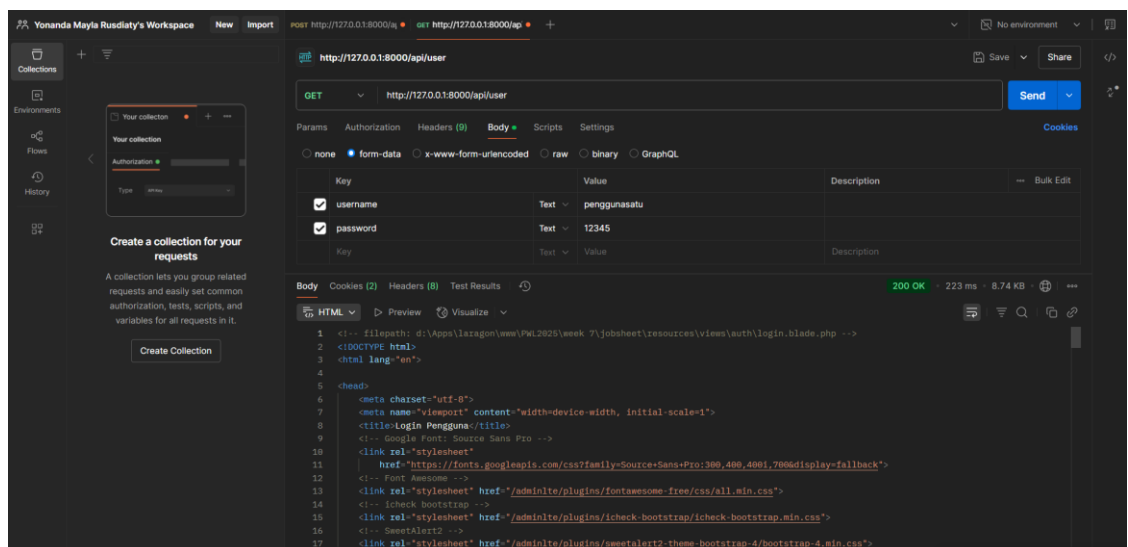 Yonanda Mayla Rusdiaty's Workspace New Import POST http://127.0.0.1:8000/a GET http://127.0.0.1:8000/api + No environment
Collections
Environments
Flows
History
Your collecton + ...
Your collection
Authorization
Type API Key
Create a collection for your
requests
A collection lets you group related
requests and easily set common
authorization, tests, scripts, and
variables for all requests in it.
Create Collection
HTTP http://127.0.0.1:8000/api/user Save Share
GET http://127.0.0.1:8000/api/user Send
Params Authorization Headers (9) Body Scripts Settings Cookies
none form-data x-www-form-urlencoded raw binary GraphQL
Key Value Description ... Bulk Edit
username Text penggunasatu
password Text 12345
Key Text Value Description
Body Cookies (2) Headers (8) Test Results 200 OK 223 ms 8.74 KB ...
HTML Preview Visualize
1 <!-- filepath: d:\Apps\laragon\www\PWL2025\week 7\jobsheet\resources\views\auth\login.blade.php -->
2 <!DOCTYPE html>
3 <html lang="en">
4
5 <head>
6 <meta charset="utf-8">
7 <meta name="viewport" content="width=device-width, initial-scale=1">
8 <title>Login Pengguna</title>
9 <!-- Google Font: Source Sans Pro -->
10 <link rel="stylesheet"
11 href="https://fonts.googleapis.com/css?family=Source+Sans+Pro:300,400,400i,700&display=fallback">
12 <!-- Font Awesome -->
13 <link rel="stylesheet" href="/adminlte/plugins/fontawesome-free/css/all.min.css">
14 <!-- icheck bootstrap -->
15 <link rel="stylesheet" href="/adminlte/plugins/icheck-bootstrap/icheck-bootstrap.min.css">
16 <!-- SweetAlert2 -->
17 <link rel="stylesheet" href="/adminlte/plugins/sweetalert2-theme-bootstrap-4/bootstrap-4.min.css">